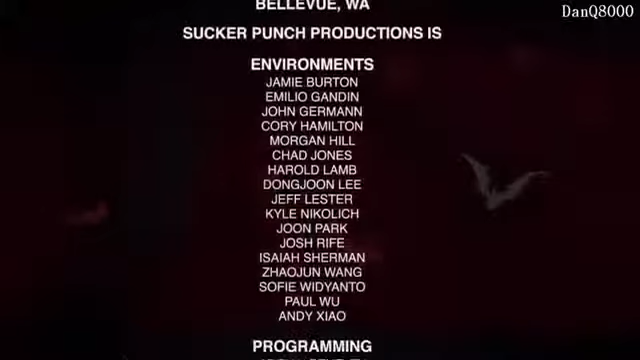 DanQ8000
BELLEVUE, WA
SUCKER PUNCH PRODUCTIONS IS
ENVIRONMENTS
JAMIE BURTON
EMILIO GANDIN
JOHN GERMANN
CORY HAMILTON
MORGAN HILL
CHAD JONES
HAROLD LAMB
DONGJOON LEE
JEFF LESTER
KYLE NIKOLICH
JOON PARK
JOSH RIFE
ISAIAH SHERMAN
ZHAOJUN WANG
SOFIE WIDYANTO
PAUL WU
ANDY XIAO
PROGRAMMING